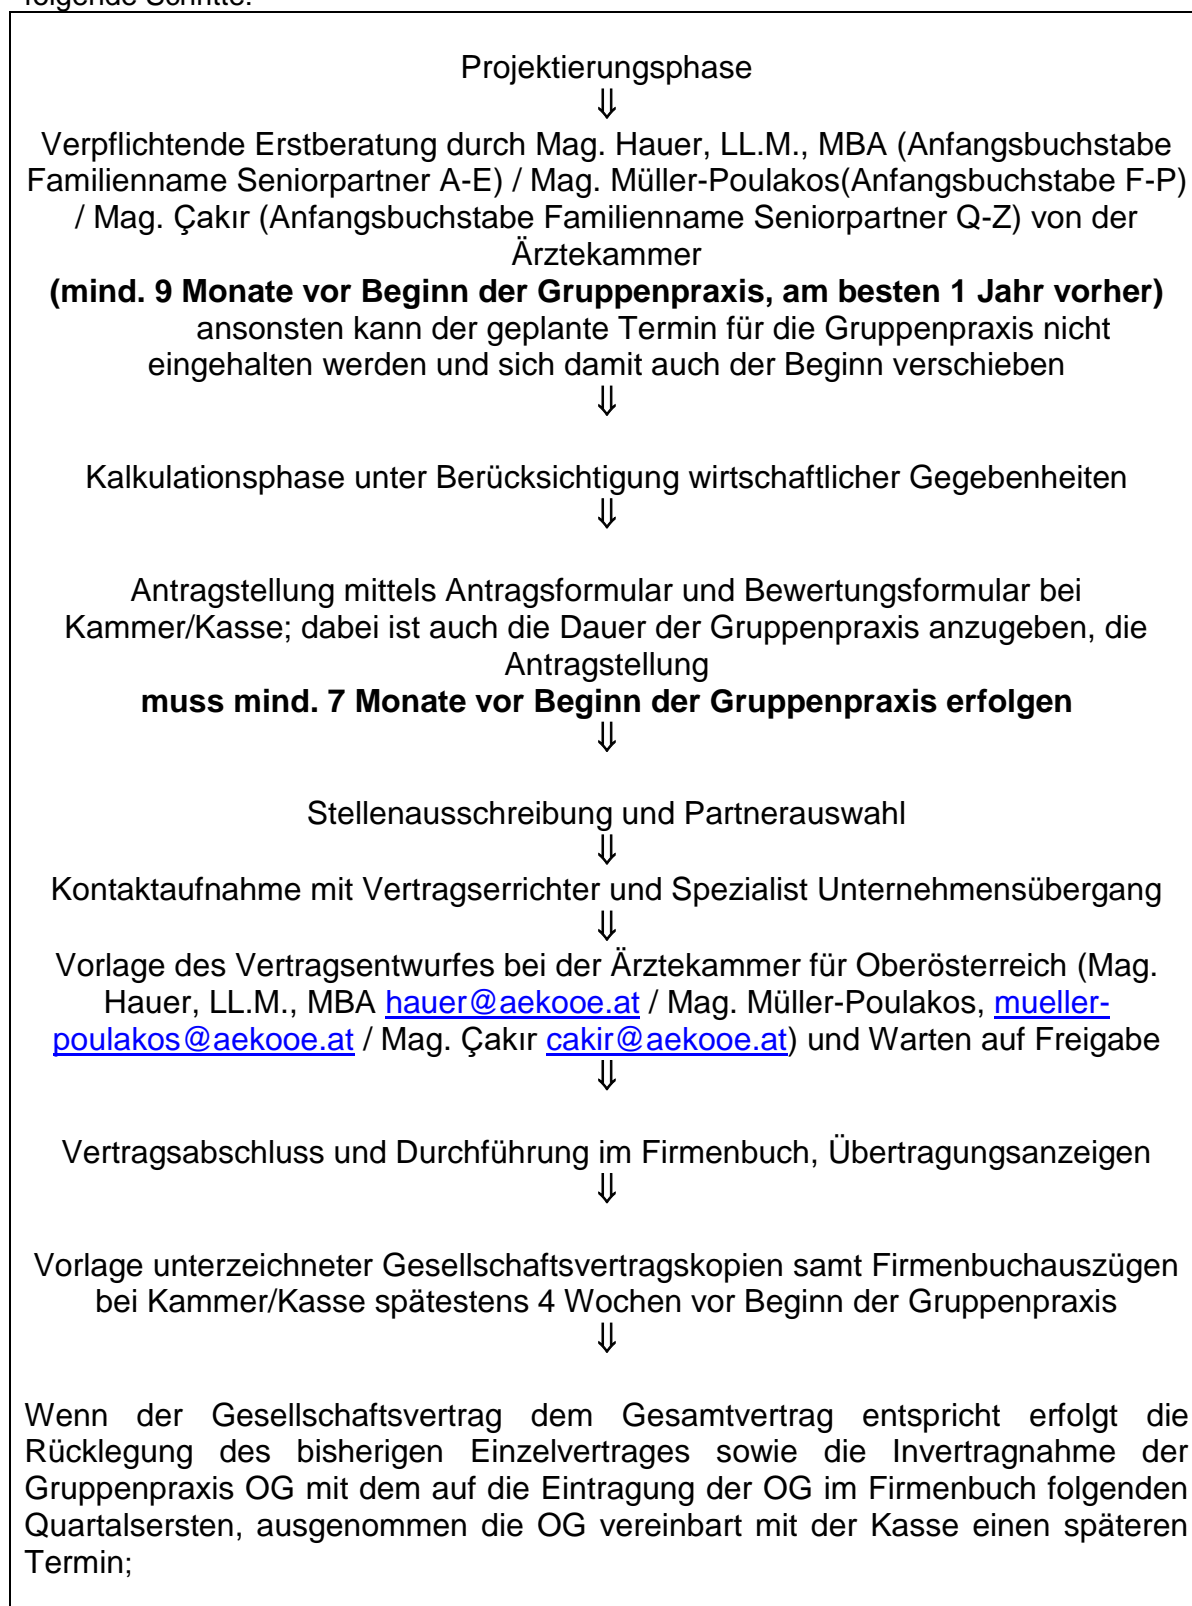 folgende Schritte:
Projektierungsphase
⇓
Verpflichtende Erstberatung durch Mag. Hauer, LL.M., MBA (Anfangsbuchstabe
Familienname Seniorpartner A-E) / Mag. Müller-Poulakos(Anfangsbuchstabe F-P)
/ Mag. Çakır (Anfangsbuchstabe Familienname Seniorpartner Q-Z) von der
Ärztekammer
(mind. 9 Monate vor Beginn der Gruppenpraxis, am besten 1 Jahr vorher)
ansonsten kann der geplante Termin für die Gruppenpraxis nicht
eingehalten werden und sich damit auch der Beginn verschieben
⇓
Kalkulationsphase unter Berücksichtigung wirtschaftlicher Gegebenheiten
⇓
Antragstellung mittels Antragsformular und Bewertungsformular bei
Kammer/Kasse; dabei ist auch die Dauer der Gruppenpraxis anzugeben, die
Antragstellung
muss mind. 7 Monate vor Beginn der Gruppenpraxis erfolgen
⇓
Stellenausschreibung und Partnerauswahl
⇓
Kontaktaufnahme mit Vertragserrichter und Spezialist Unternehmensübergang
⇓
Vorlage des Vertragsentwurfes bei der Ärztekammer für Oberösterreich (Mag.
Hauer, LL.M., MBA hauer@aekooe.at / Mag. Müller-Poulakos, mueller-
poulakos@aekooe.at / Mag. Çakır cakir@aekooe.at) und Warten auf Freigabe
⇓
Vertragsabschluss und Durchführung im Firmenbuch, Übertragungsanzeigen
⇓
Vorlage unterzeichneter Gesellschaftsvertragskopien samt Firmenbuchauszügen
bei Kammer/Kasse spätestens 4 Wochen vor Beginn der Gruppenpraxis
⇓
Wenn der Gesellschaftsvertrag dem Gesamtvertrag entspricht erfolgt die
Rücklegung des bisherigen Einzelvertrages sowie die Invertragnahme der
Gruppenpraxis OG mit dem auf die Eintragung der OG im Firmenbuch folgenden
Quartalsersten, ausgenommen die OG vereinbart mit der Kasse einen späteren
Termin;